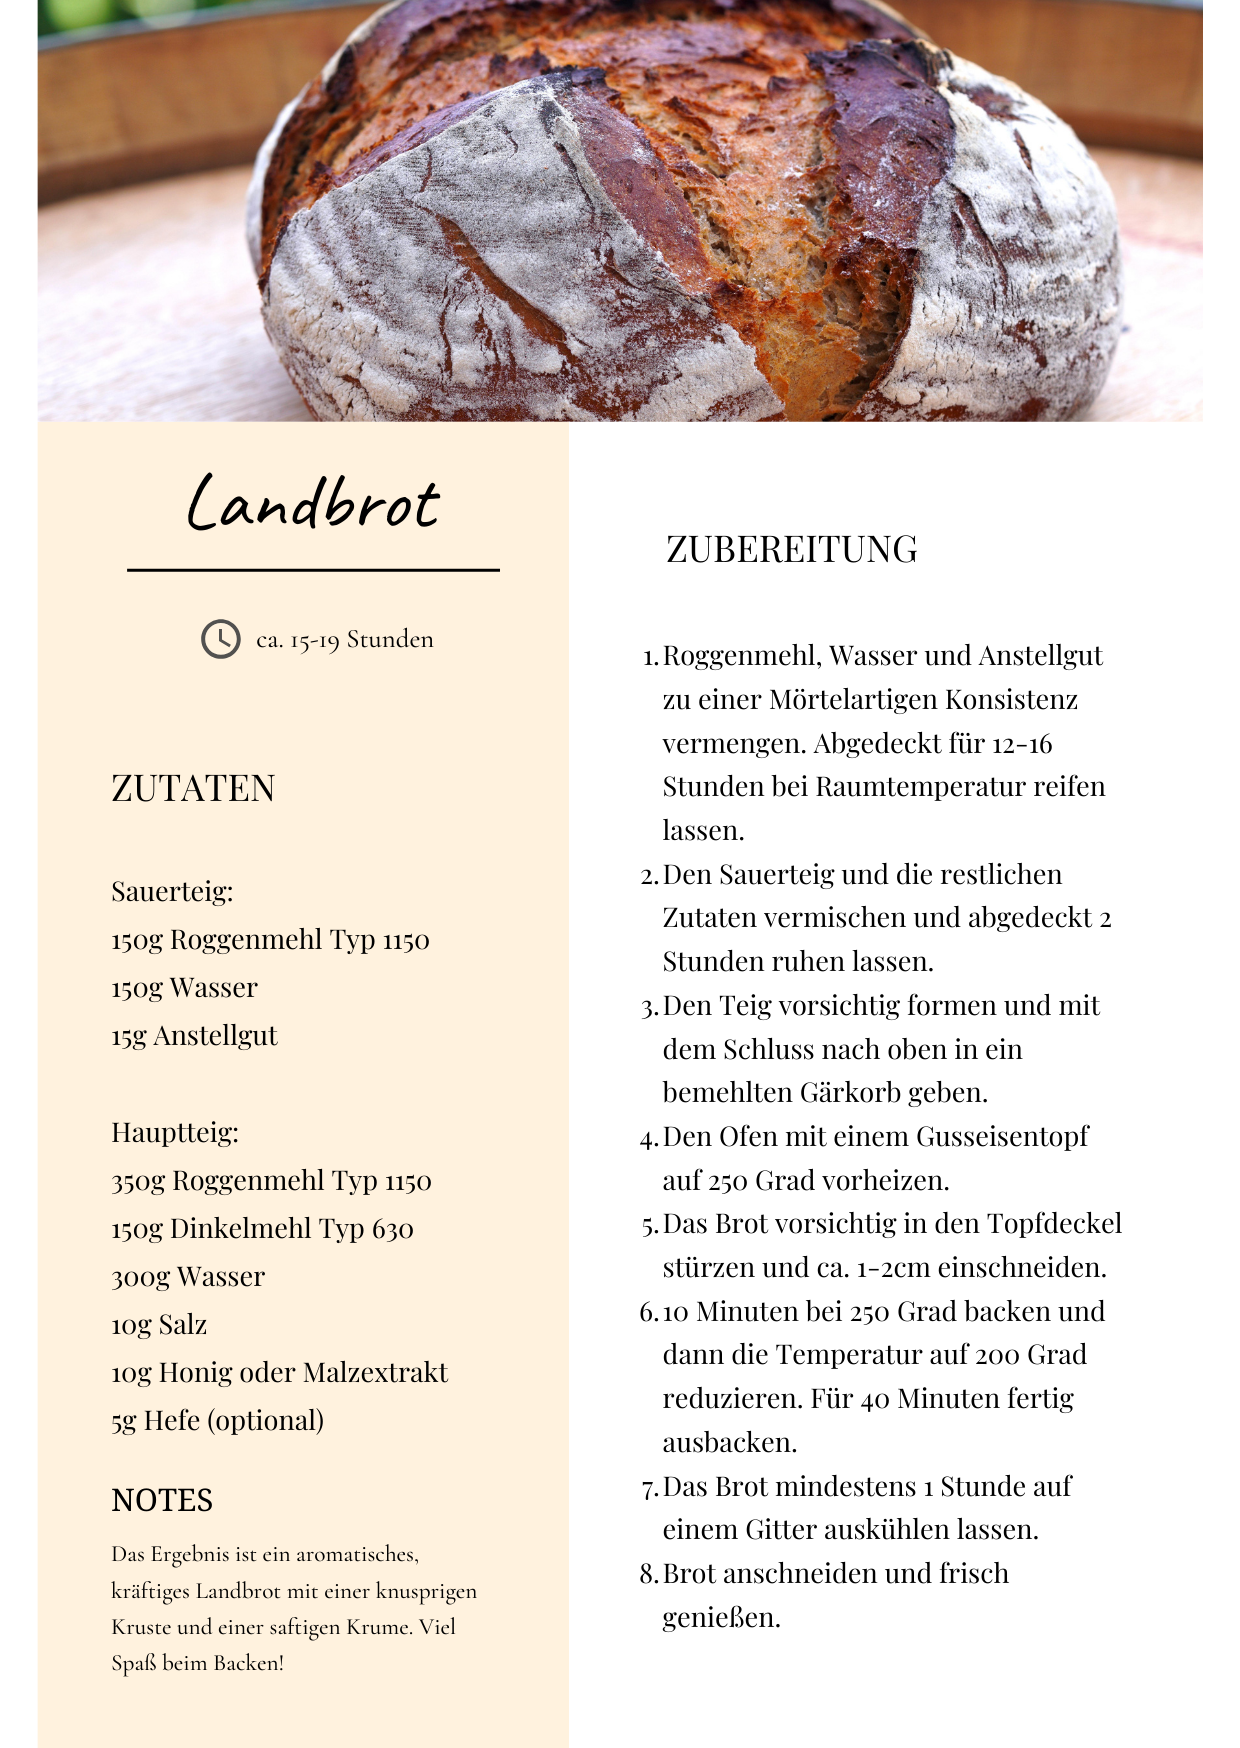 Landbrot
ca. 15-19 Stunden
ZUTATEN
Sauerteig:
150g Roggenmehl Typ 1150
150g Wasser
15g Anstellgut
Hauptteig:
350g Roggenmehl Typ 1150
150g Dinkelmehl Typ 630
300g Wasser
10g Salz
10g Honig oder Malzextrakt
5g Hefe (optional)
NOTES
Das Ergebnis ist ein aromatisches,
kräftiges Landbrot mit einer knusprigen
Kruste und einer saftigen Krume. Viel
Spaß beim Backen!
ZUBEREITUNG
1. Roggenmehl, Wasser und Anstellgut
zu einer Mörtelartigen Konsistenz
vermengen. Abgedeckt für 12-16
Stunden bei Raumtemperatur reifen
lassen.
2. Den Sauerteig und die restlichen
Zutaten vermischen und abgedeckt 2
Stunden ruhen lassen.
3. Den Teig vorsichtig formen und mit
dem Schluss nach oben in ein
bemehlten Gärkorb geben.
4. Den Ofen mit einem Gusseisentopf
auf 250 Grad vorheizen.
5. Das Brot vorsichtig in den Topfdeckel
stürzen und ca. 1-2cm einschneiden.
6. 10 Minuten bei 250 Grad backen und
dann die Temperatur auf 200 Grad
reduzieren. Für 40 Minuten fertig
ausbacken.
7. Das Brot mindestens 1 Stunde auf
einem Gitter auskühlen lassen.
8. Brot anschneiden und frisch
genießen.